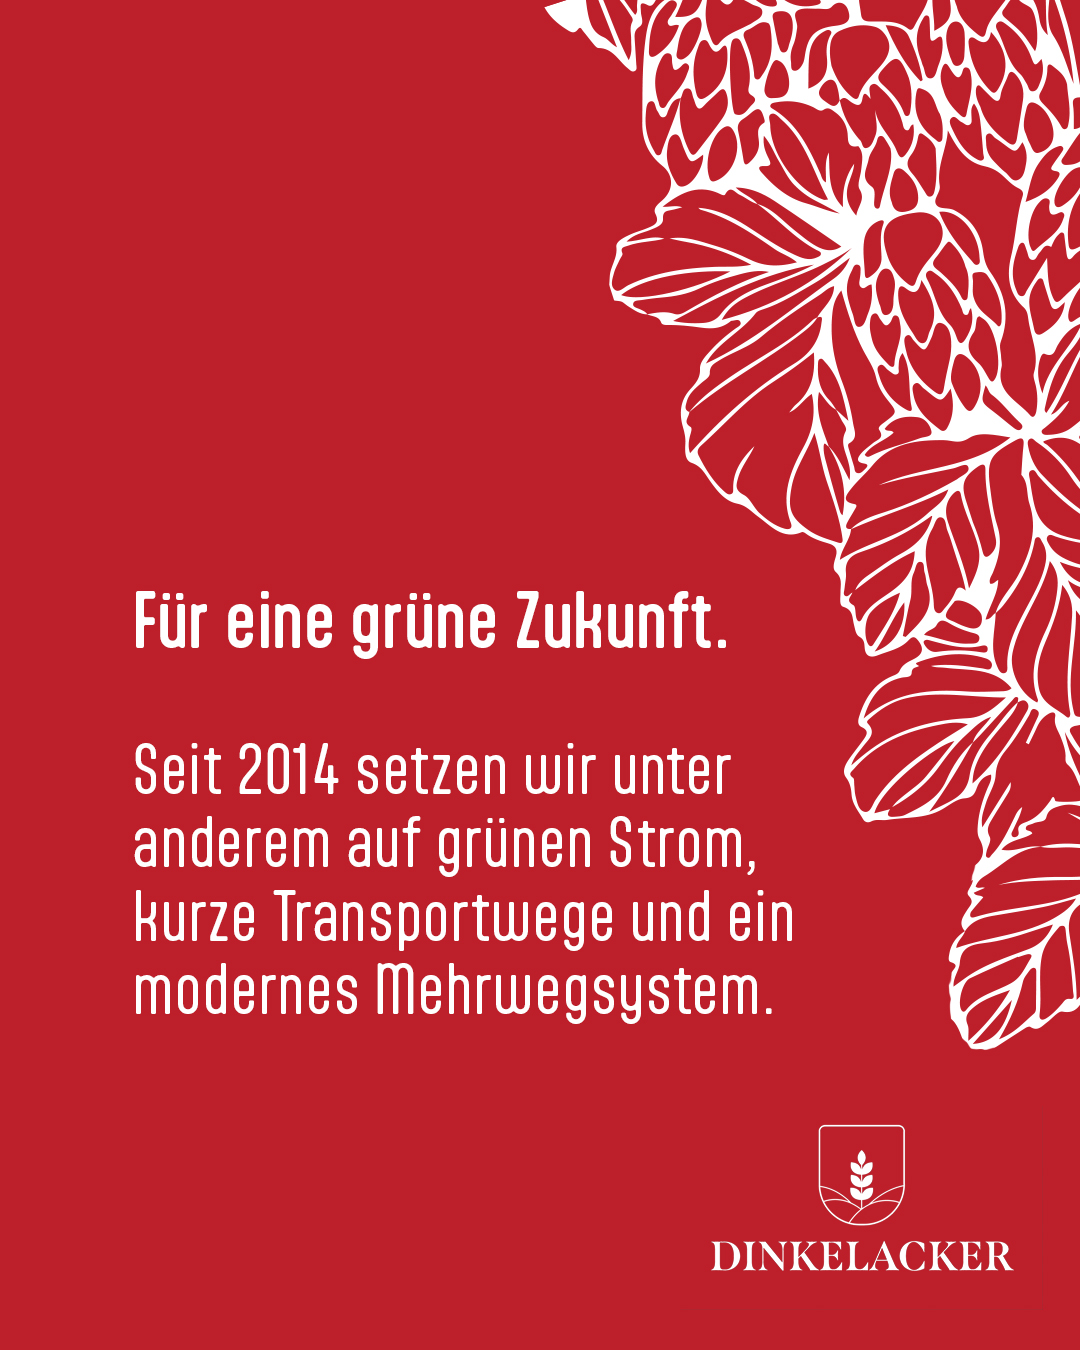 Für eine grüne Zukunft.
Seit 2014 setzen wir unter
anderem auf grünen Strom,
kurze Transportwege und ein
modernes Mehrwegsystem.
DINKELACKER